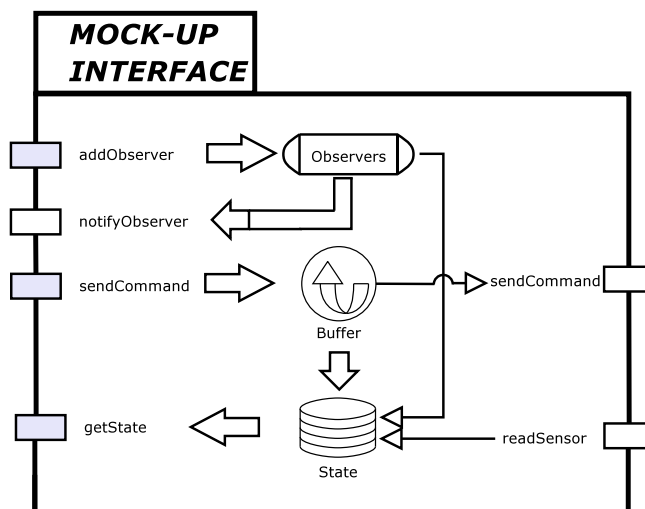 MOCK-UP
INTERFACE
addObserver
Observers
notifyObserver
sendCommand
sendCommand
Buffer
getState
readSensor
State